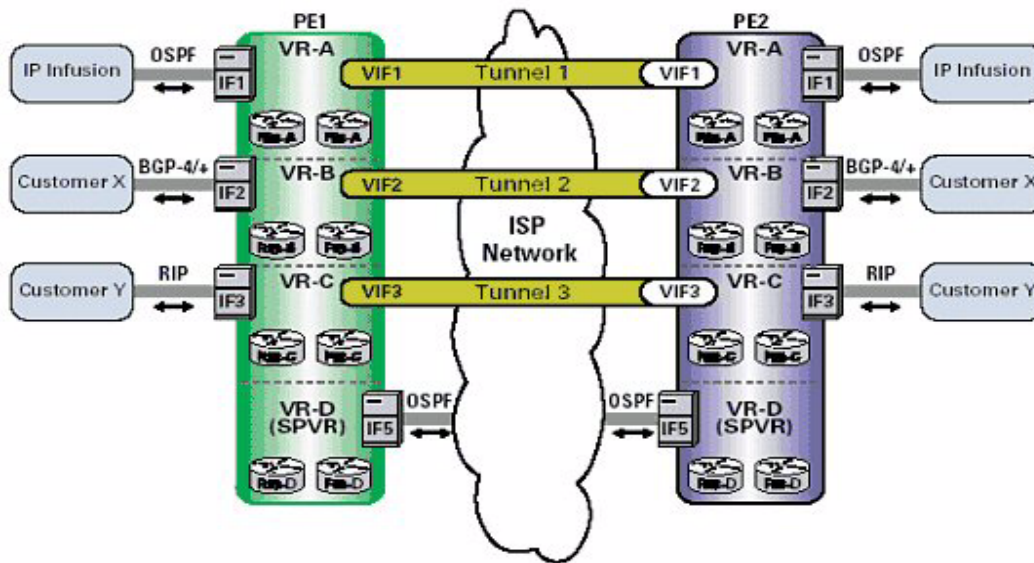 PE1
PE2
IP Infusion
OSPF
IF1
VR-A
VIF1
Tunnel 1
VIF1
VR-A
IF1
OSPF
IP Infusion
Customer X
BGP-4/+
IF2
VR-B
VIF2
Tunnel 2
VIF2
VR-B
IF2
BGP-4/+
Customer X
ISP
Network
Customer Y
RIP
IF3
VR-C
VIF3
Tunnel 3
VIF3
VR-C
IF3
RIP
Customer Y
VR-D
(SPVR)
IF5
OSPF
OSPF
IF5
VR-D
(SPVR)